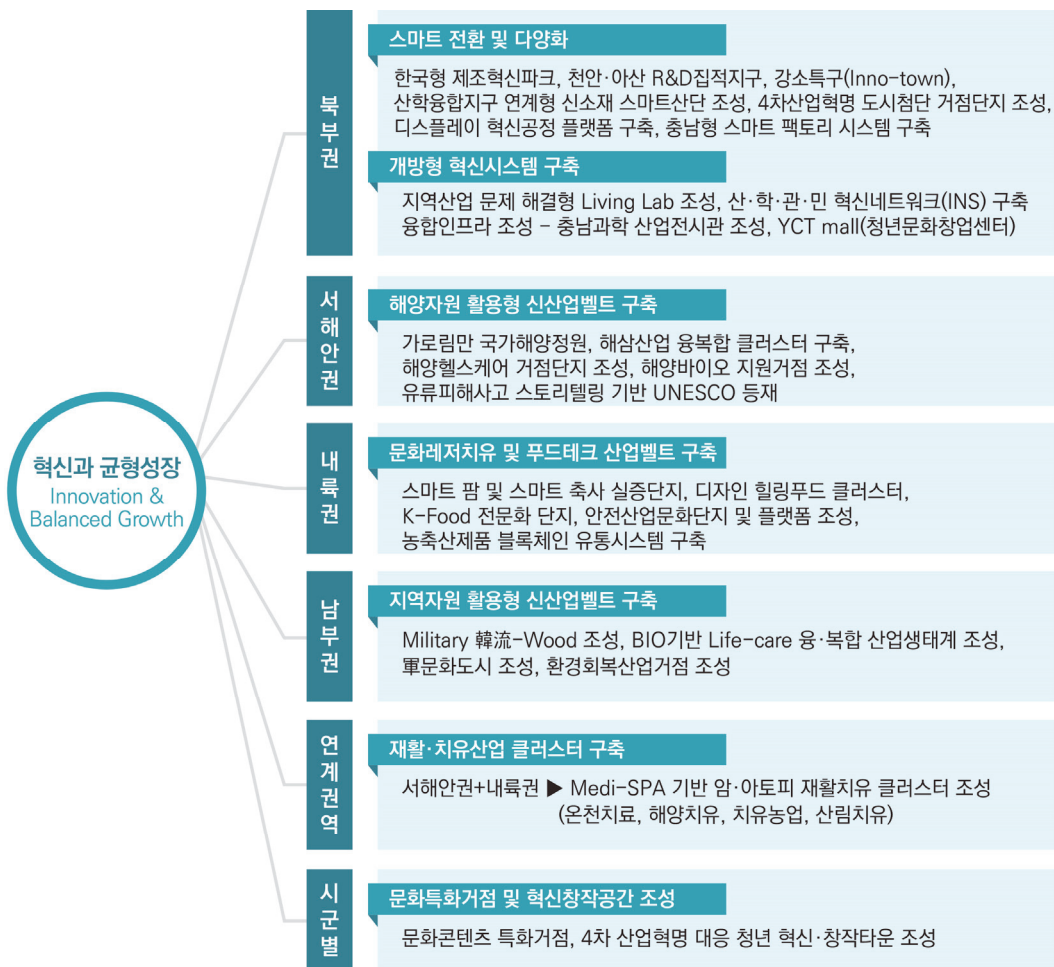 혁신과 균형성장
Innovation &
Balanced Growth
북부권
스마트 전환 및 다양화
한국형 제조혁신파크, 천안·아산 R&D집적지구, 강소특구(Inno-town),
산학융합지구 연계형 신소재 스마트산단 조성, 4차산업혁명 도시첨단 거점단지 조성,
디스플레이 혁신공정 플랫폼 구축, 충남형 스마트 팩토리 시스템 구축
개방형 혁신시스템 구축
지역산업 문제 해결형 Living Lab 조성, 산·학·관·민 혁신네트워크(INS) 구축
융합인프라 조성 - 충남과학 산업전시관 조성, YCT mall(청년문화창업센터)
서해안권
해양자원 활용형 신산업벨트 구축
가로림만 국가해양정원, 해삼산업 융복합 클러스터 구축,
해양헬스케어 거점단지 조성, 해양바이오 지원거점 조성,
유류피해사고 스토리텔링 기반 UNESCO 등재
내륙권
문화레저치유 및 푸드테크 산업벨트 구축
스마트 팜 및 스마트 축사 실증단지, 디자인 힐링푸드 클러스터,
K-Food 전문화 단지, 안전산업문화단지 및 플랫폼 조성,
농축산제품 블록체인 유통시스템 구축
남부권
지역자원 활용형 신산업벨트 구축
Military 韓流-Wood 조성, BIO기반 Life-care 융·복합 산업생태계 조성,
軍문화도시 조성, 환경회복산업거점 조성
연계권역
재활·치유산업 클러스터 구축
서해안권+내륙권 ▶ Medi-SPA 기반 암·아토피 재활치유 클러스터 조성
(온천치료, 해양치유, 치유농업, 산림치유)
시군별
문화특화거점 및 혁신창작공간 조성
문화콘텐츠 특화거점, 4차 산업혁명 대응 청년 혁신·창작타운 조성